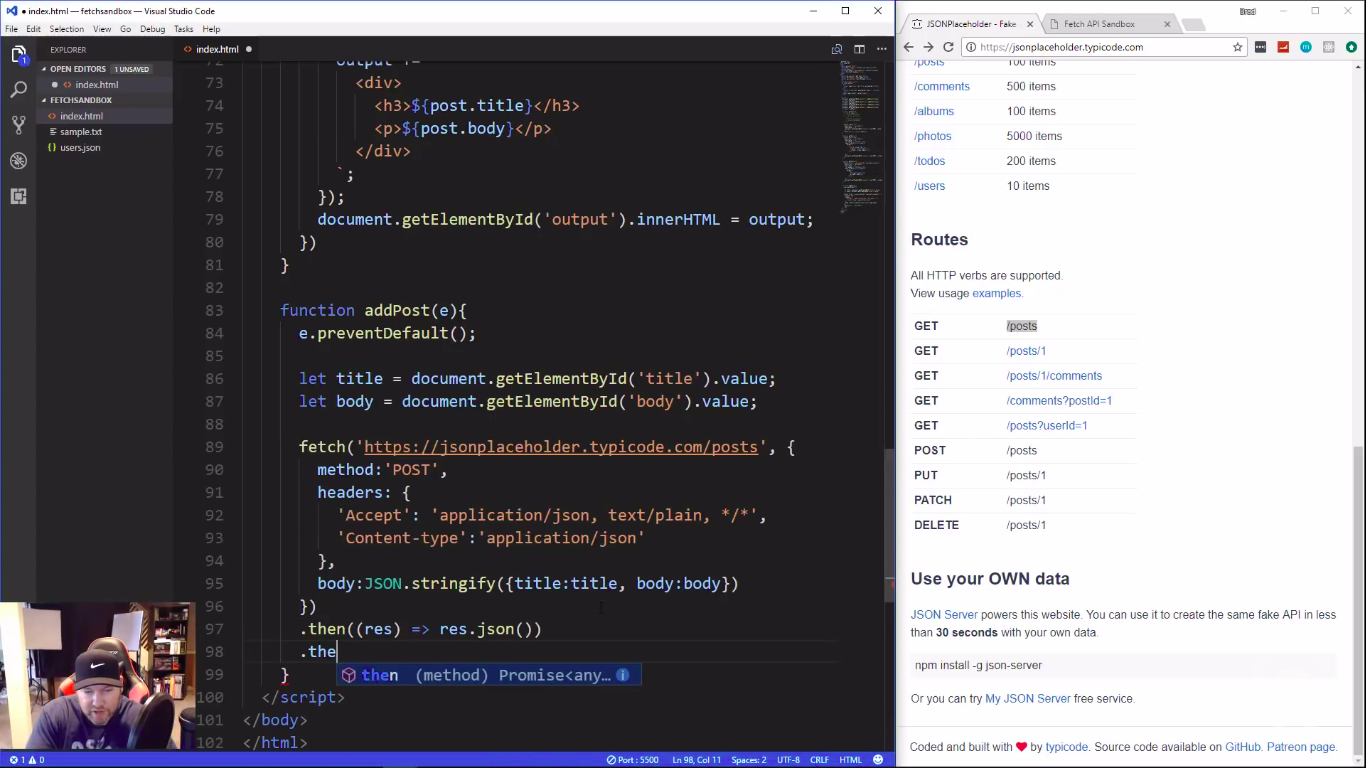 index.html - fetchsandbox - Visual Studio Code
File Edit Selection View Go Debug Tasks Help
EXPLORER
OPEN EDITORS 1 UNSAVED
index.html
FETCHSANDBOX
index.html
sample.txt
users.json
1
index.html
72 output +=
73 <div>
74 <h3>${post.title}</h3>
75 <p>${post.body}</p>
76 </div>
77 `;
78 });
79 document.getElementById('output').innerHTML = output;
80 })
81 }
82
83 function addPost(e){
84 e.preventDefault();
85
86 let title = document.getElementById('title').value;
87 let body = document.getElementById('body').value;
88
89 fetch('https://jsonplaceholder.typicode.com/posts', {
90 method:'POST',
91 headers: {
92 'Accept': 'application/json, text/plain, */*',
93 'Content-type':'application/json'
94 },
95 body:JSON.stringify({title:title, body:body})
96 })
97 .then((res) => res.json())
98 .the
then (method) Promise<any...
99 }
100 </script>
101 </body>
102 </html>
1 0
Port : 5500 Ln 98, Col 11 Spaces: 2 UTF-8 CRLF HTML
Brad
JSONPlaceholder - Fake
Fetch API Sandbox
https://jsonplaceholder.typicode.com
/posts 100 items
/comments 500 items
/albums 100 items
/photos 5000 items
/todos 200 items
/users 10 items
Routes
All HTTP verbs are supported.
View usage examples.
GET /posts
GET /posts/1
GET /posts/1/comments
GET /comments?postId=1
GET /posts?userId=1
POST /posts
PUT /posts/1
PATCH /posts/1
DELETE /posts/1
Use your OWN data
JSON Server powers this website. You can use it to create the same fake API in less
than 30 seconds with your own data.
npm install -g json-server
Or you can try My JSON Server free service.
Coded and built with ❤ by typicode. Source code available on GitHub. Patreon page.